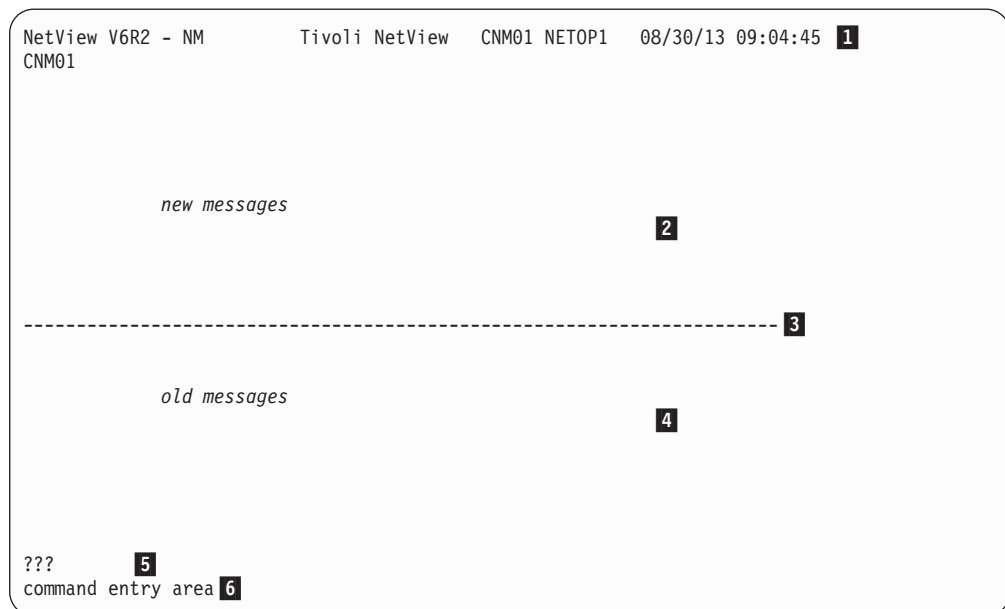 NetView V6R2 - NM Tivoli NetView CNM01 NETOP1 08/30/13 09:04:45 1
CNM01
new messages
2
------------------------------------------------------------------------ 3
old messages
4
??? 5
command entry area 6